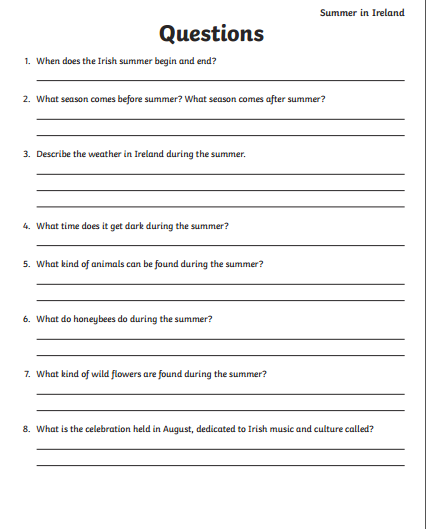 Summer in Ireland
Questions
1. When does the Irish summer begin and end?
2. What season comes before summer? What season comes after summer?
3. Describe the weather in Ireland during the summer.
4. What time does it get dark during the summer?
5. What kind of animals can be found during the summer?
6. What do honeybees do during the summer?
7. What kind of wild flowers are found during the summer?
8. What is the celebration held in August, dedicated to Irish music and culture called?